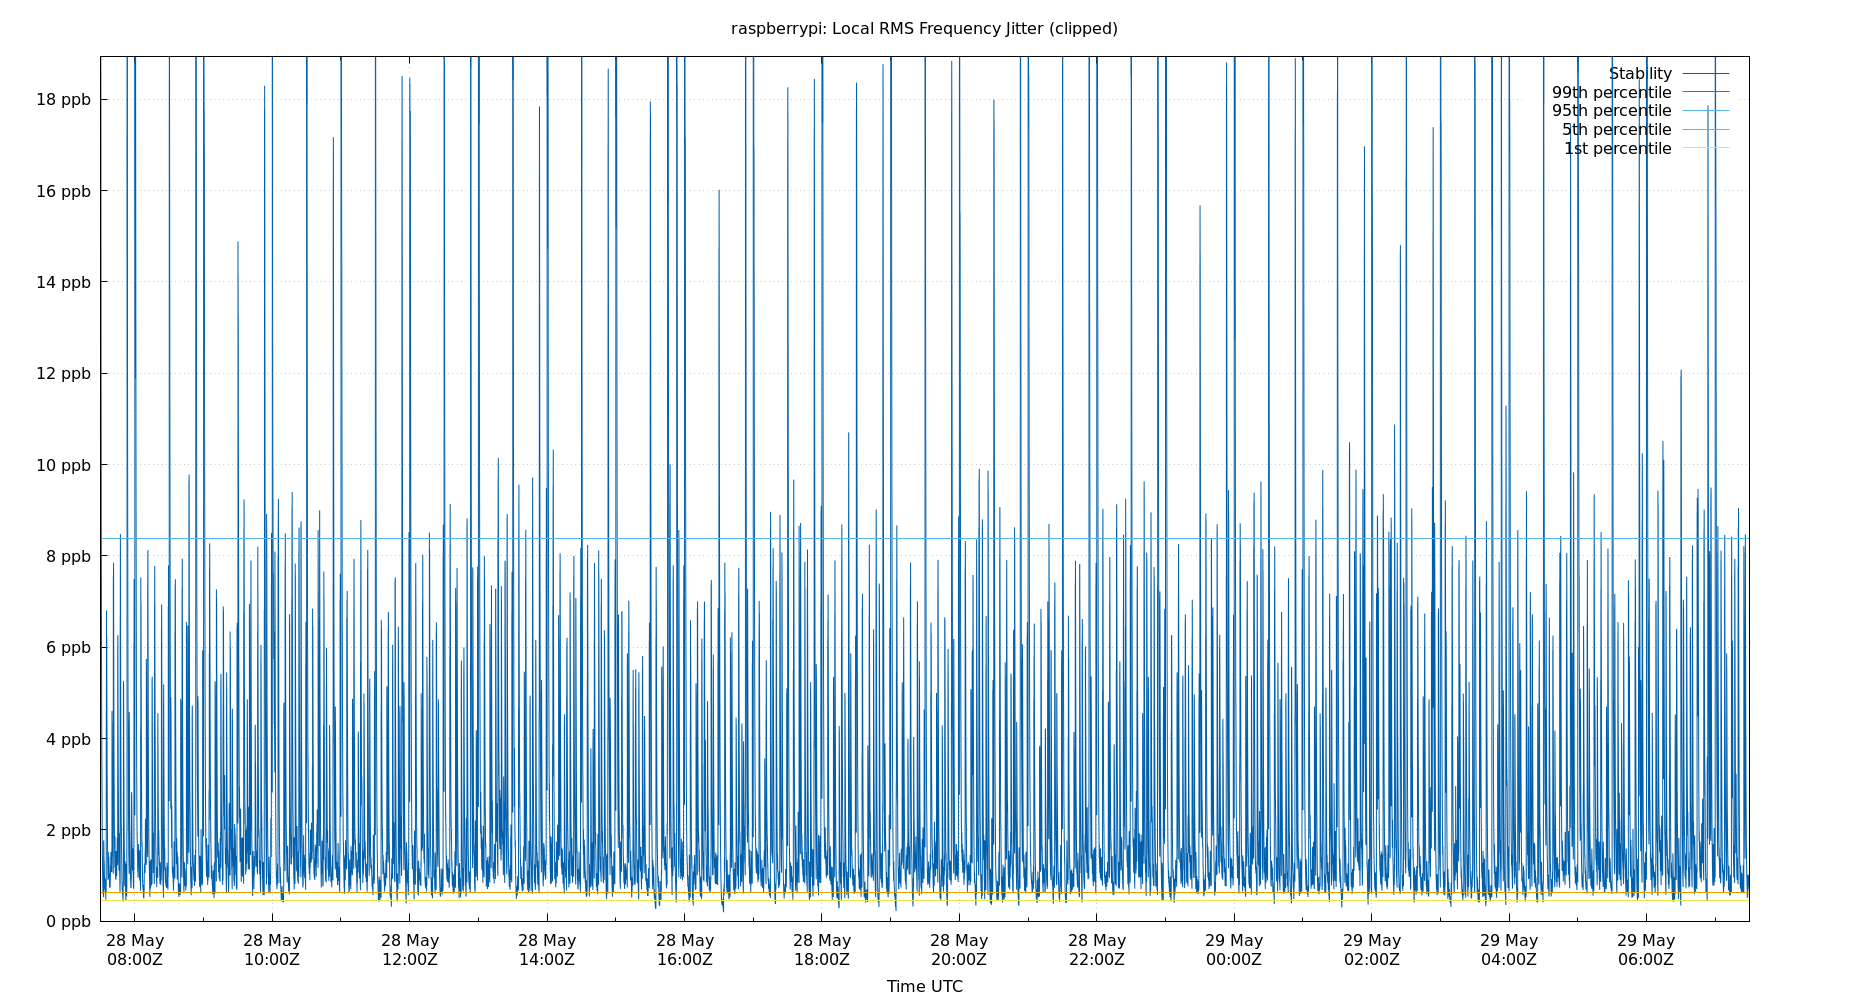 raspberrypi: Local RMS Frequency Jitter (clipped)
Stability
99th percentile
95th percentile
5th percentile
1st percentile
18 ppb
16 ppb
14 ppb
12 ppb
10 ppb
8 ppb
6 ppb
4 ppb
2 ppb
0 ppb
28 May 28 May 28 May 28 May 28 May 28 May 28 May 28 May 29 May 29 May 29 May 29 May
08:00Z 10:00Z 12:00Z 14:00Z 16:00Z 18:00Z 20:00Z 22:00Z 00:00Z 02:00Z 04:00Z 06:00Z
Time UTC